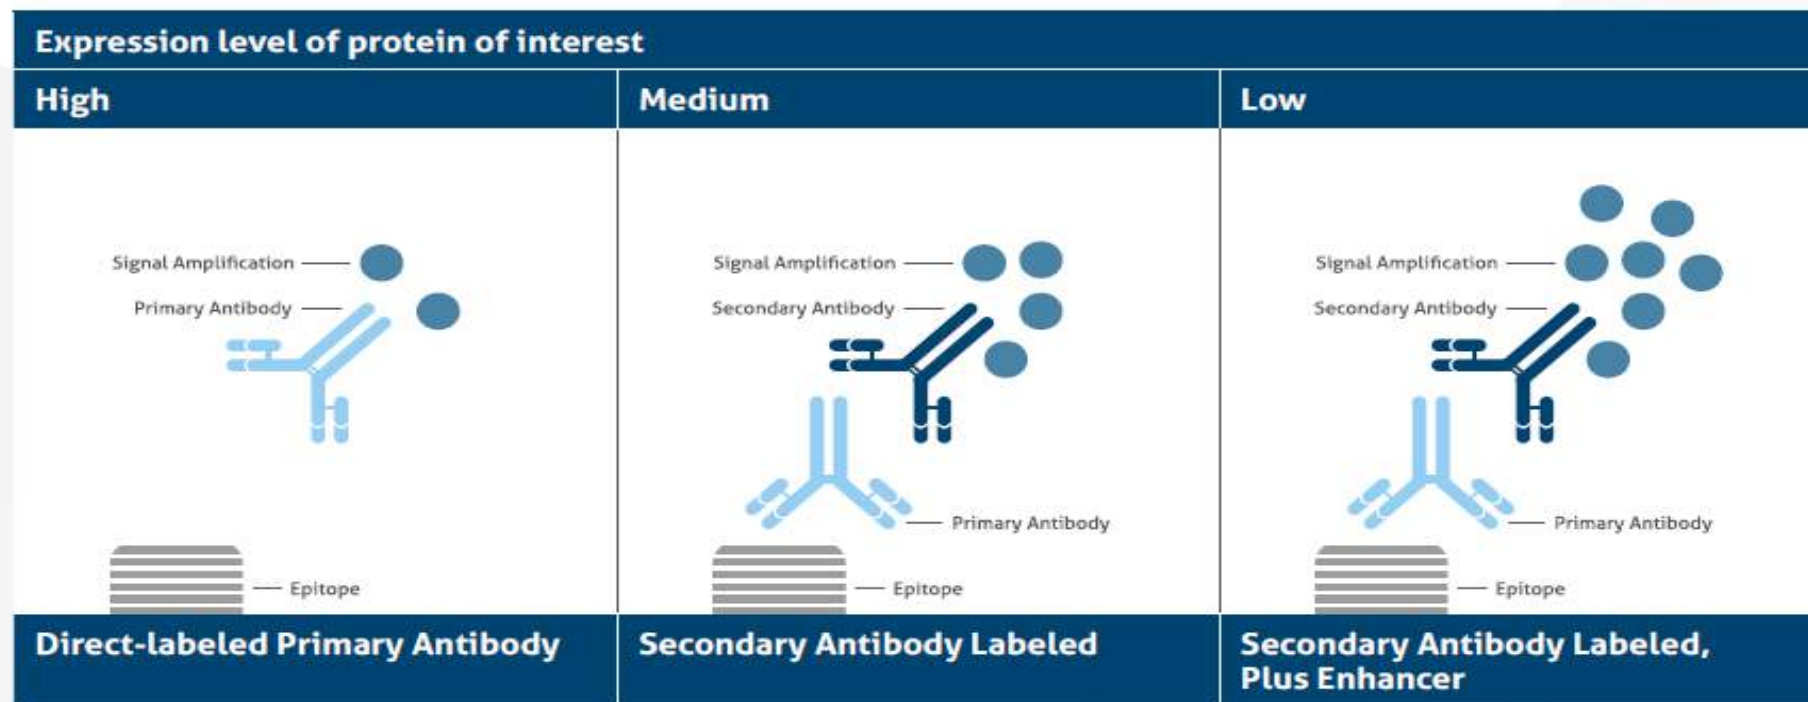 Expression level of protein of interest
High
Medium
Low
Signal Amplification
Primary Antibody
Epitope
Signal Amplification
Secondary Antibody
Primary Antibody
Epitope
Signal Amplification
Secondary Antibody
Primary Antibody
Epitope
Direct-labeled Primary Antibody
Secondary Antibody Labeled
Secondary Antibody Labeled,
Plus Enhancer